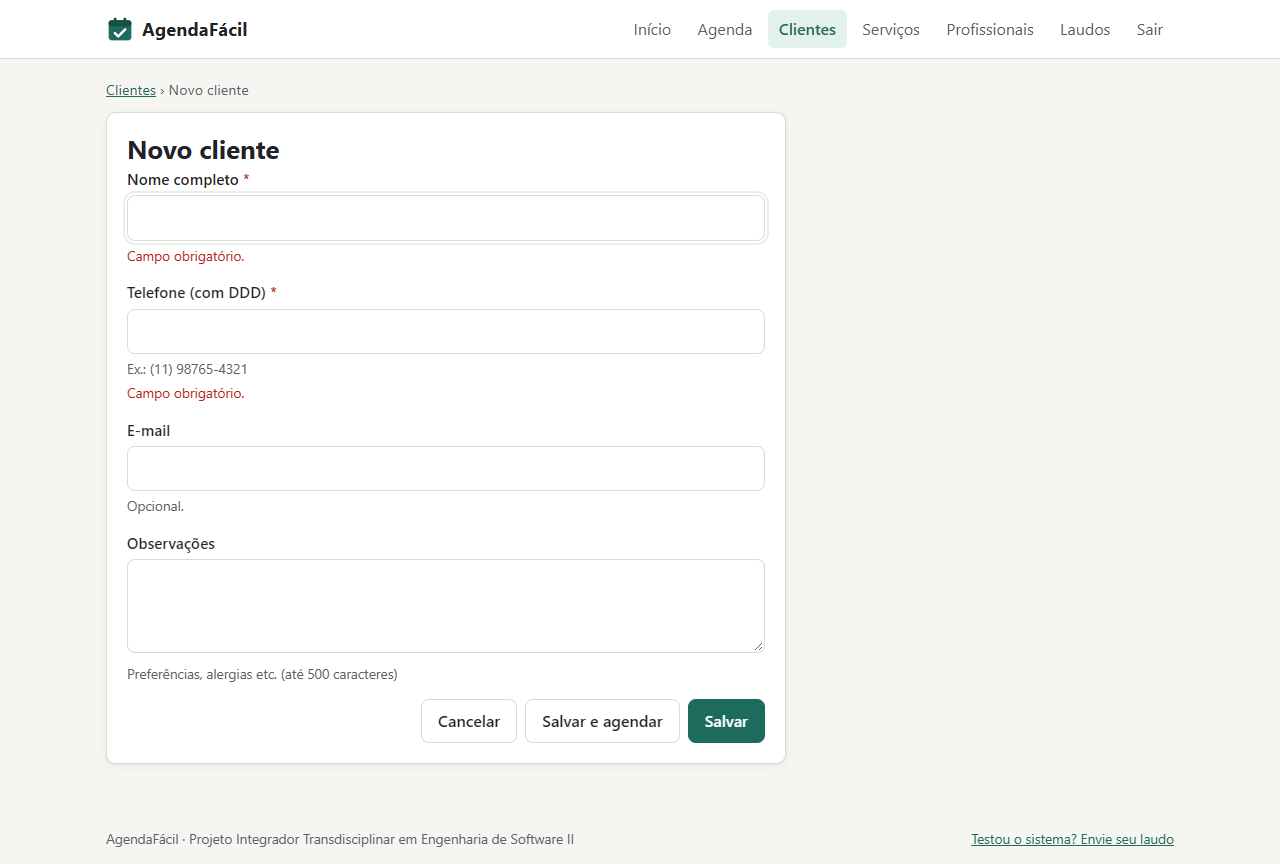 AgendaFácil
Início Agenda Clientes Serviços Profissionais Laudos Sair
Clientes › Novo cliente
Novo cliente
Nome completo *
Campo obrigatório.
Telefone (com DDD) *
Ex.: (11) 98765-4321
Campo obrigatório.
E-mail
Opcional.
Observações
Preferências, alergias etc. (até 500 caracteres)
Cancelar Salvar e agendar Salvar
AgendaFácil · Projeto Integrador Transdisciplinar em Engenharia de Software II
Testou o sistema? Envie seu laudo